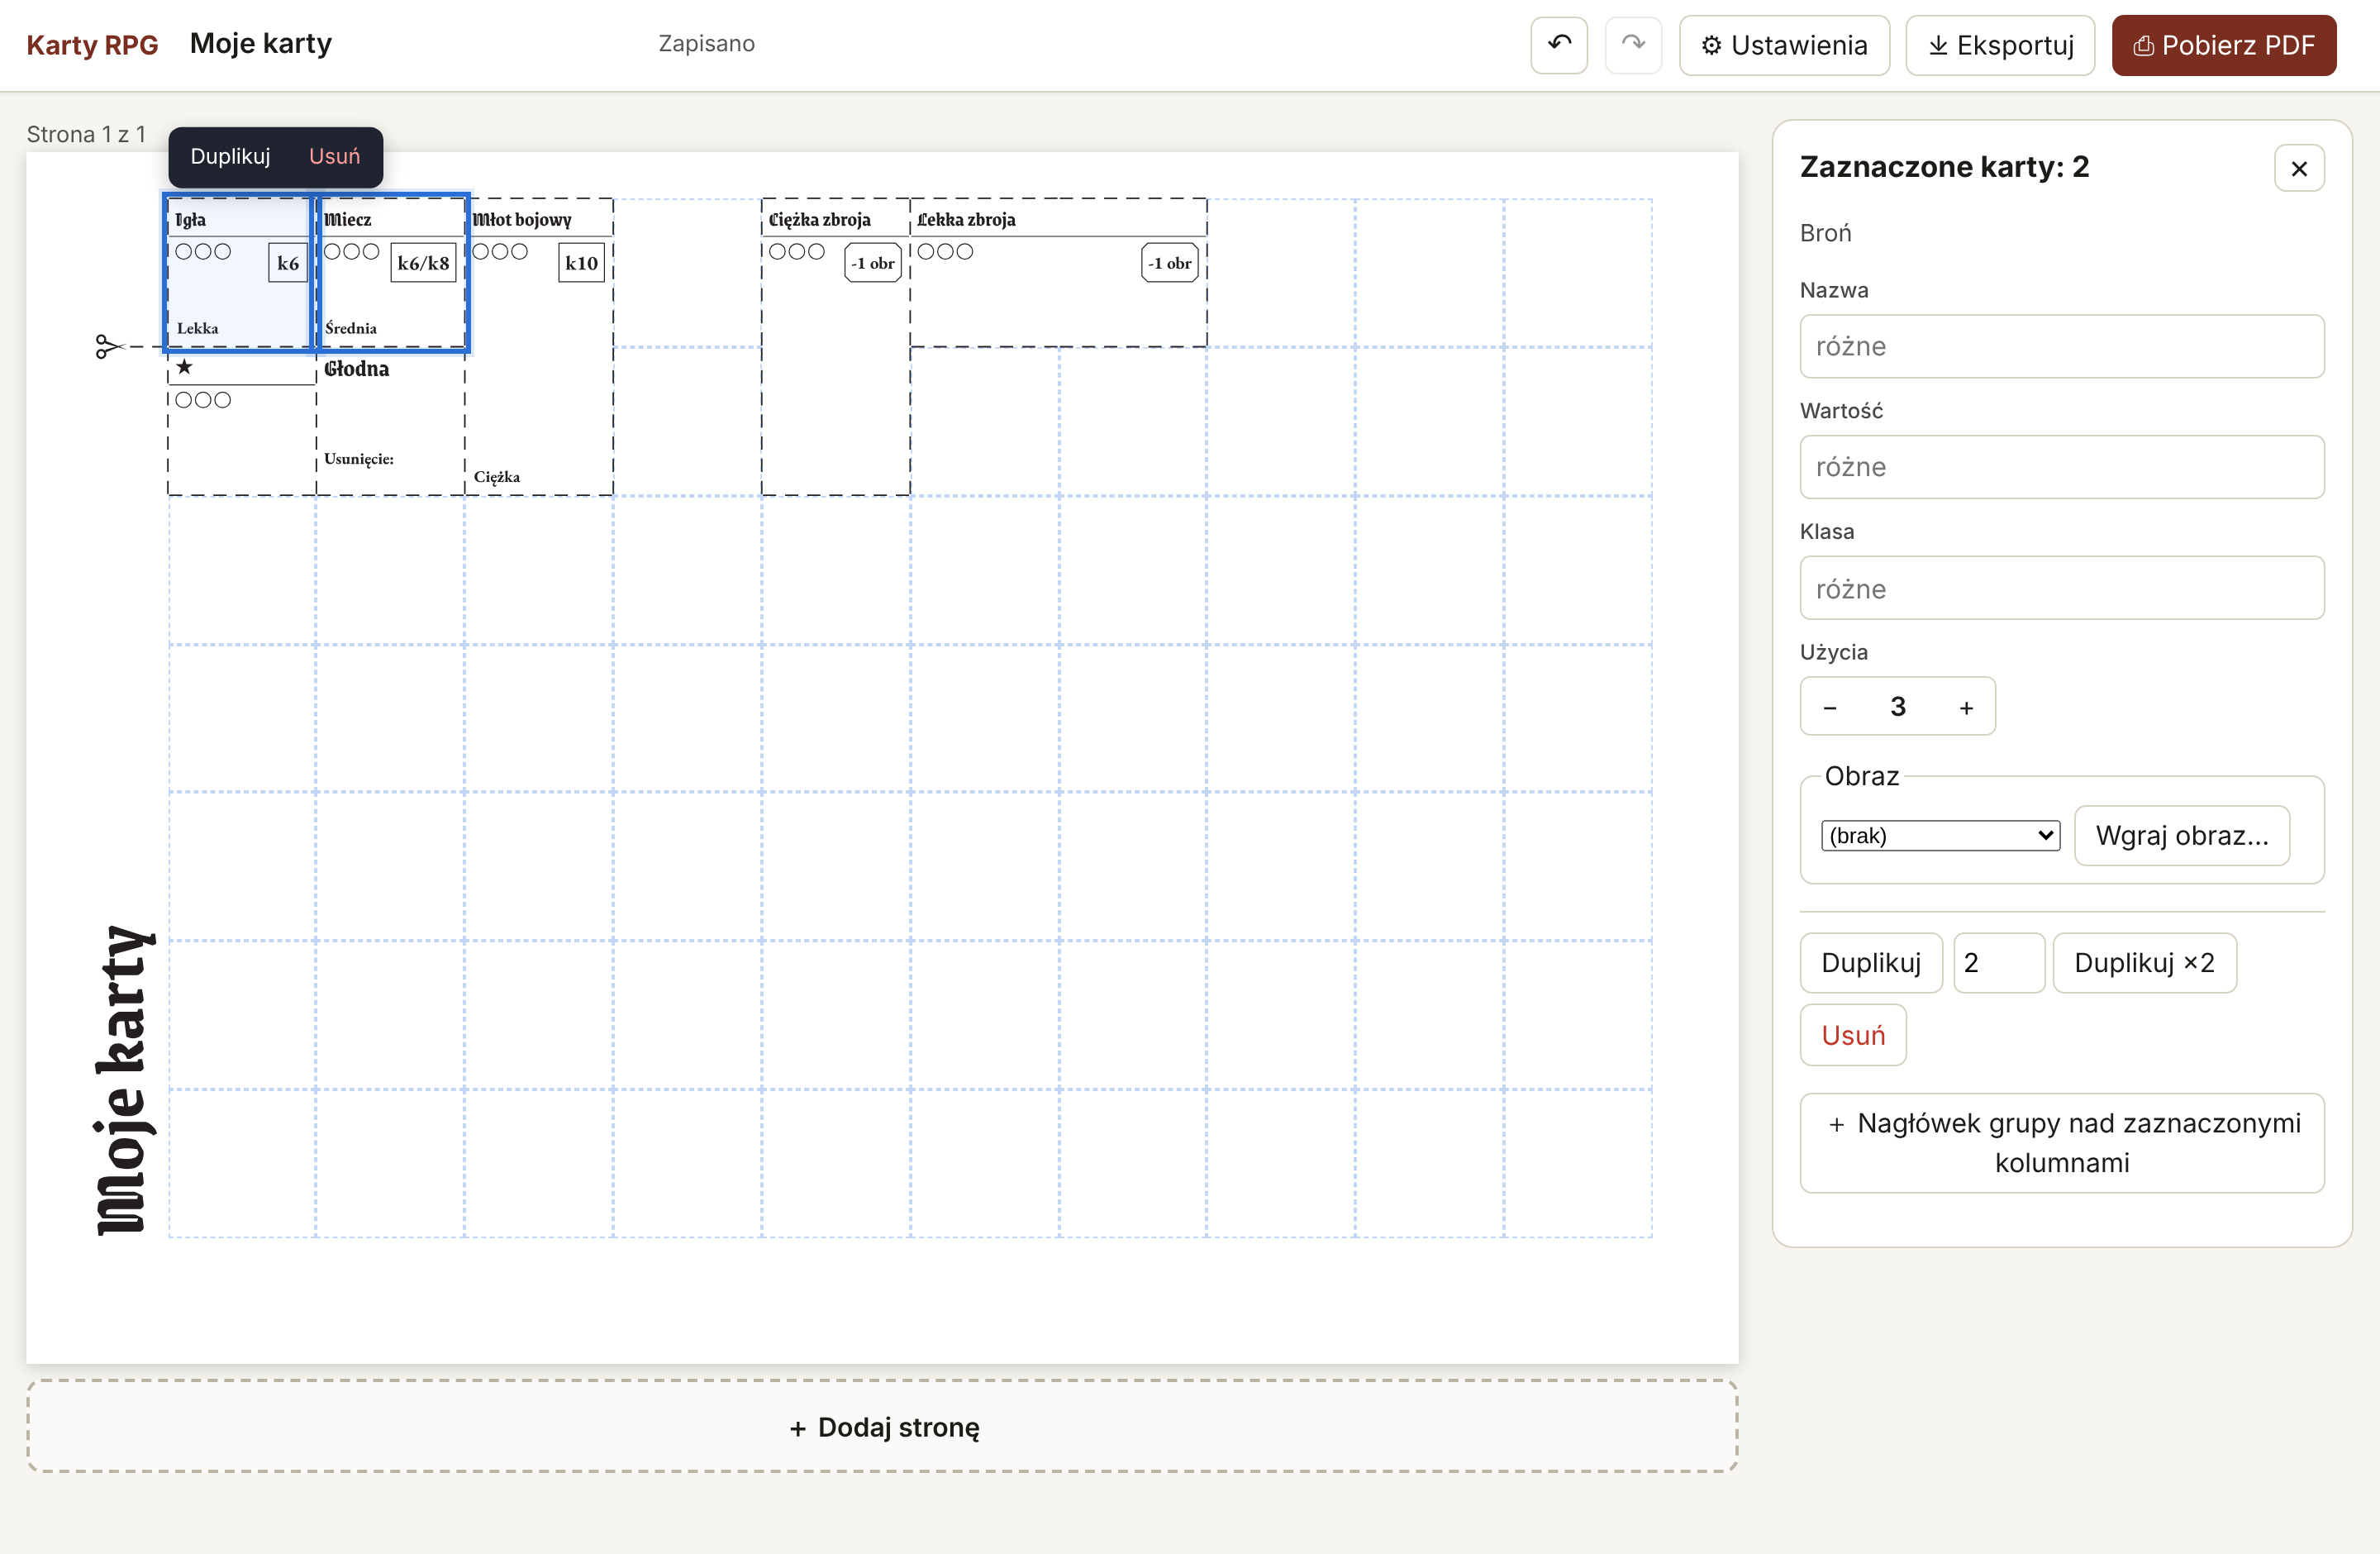 Karty RPG Moje karty Zapisano ↶ ↷ ⚙ Ustawienia Eksportuj Pobierz PDF
Strona 1 z 1
Duplikuj Usuń
Igła Miecz Młot bojowy Ciężka zbroja Lekka zbroja
k6 k6/k8 k10 -1 obr -1 obr
Lekka Średnia
★ Głodna
Usunięcie:
Ciężka
Moje karty
+ Dodaj stronę
Zaznaczone karty: 2 ×
Broń
Nazwa
różne
Wartość
różne
Klasa
różne
Użycia
− 3 +
Obraz
(brak) Wgraj obraz...
Duplikuj 2 Duplikuj ×2
Usuń
+ Nagłówek grupy nad zaznaczonymi
kolumnami